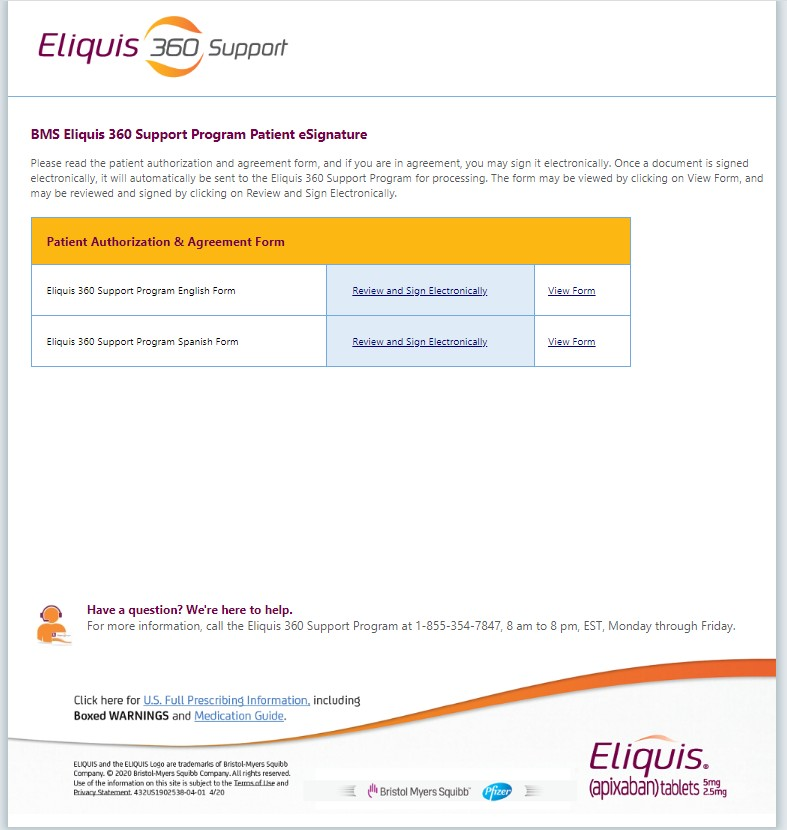 Eliquis 360 Support
BMS Eliquis 360 Support Program Patient eSignature
Please read the patient authorization and agreement form, and if you are in agreement, you may sign it electronically. Once a document is signed
electronically, it will automatically be sent to the Eliquis 360 Support Program for processing. The form may be viewed by clicking on View Form, and
may be reviewed and signed by clicking on Review and Sign Electronically.
Patient Authorization & Agreement Form
Eliquis 360 Support Program English Form Review and Sign Electronically View Form
Eliquis 360 Support Program Spanish Form Review and Sign Electronically View Form
Have a question? We're here to help.
For more information, call the Eliquis 360 Support Program at 1-855-354-7847, 8 am to 8 pm, EST, Monday through Friday.
Click here for U.S. Full Prescribing Information, including
Boxed WARNINGS and Medication Guide.
ELIQUIS and the ELIQUIS Logo are trademarks of Bristol-Myers Squibb
Company. © 2020 Bristol-Myers Squibb Company. All rights reserved.
Use of the information on this site is subject to the Terms of Use and
Privacy Statement. 432US1902538-04-01 4/20
Bristol Myers Squibb™ Pfizer
Eliquis®
(apixaban) tablets 5mg
2.5mg